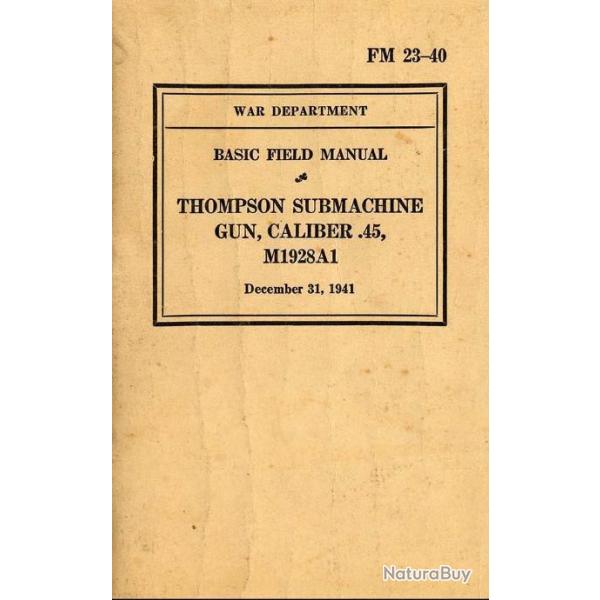 FM 23–40
WAR DEPARTMENT
BASIC FIELD MANUAL
THOMPSON SUBMACHINE
GUN, CALIBER .45,
M1928A1
December 31, 1941
NaturaBuy